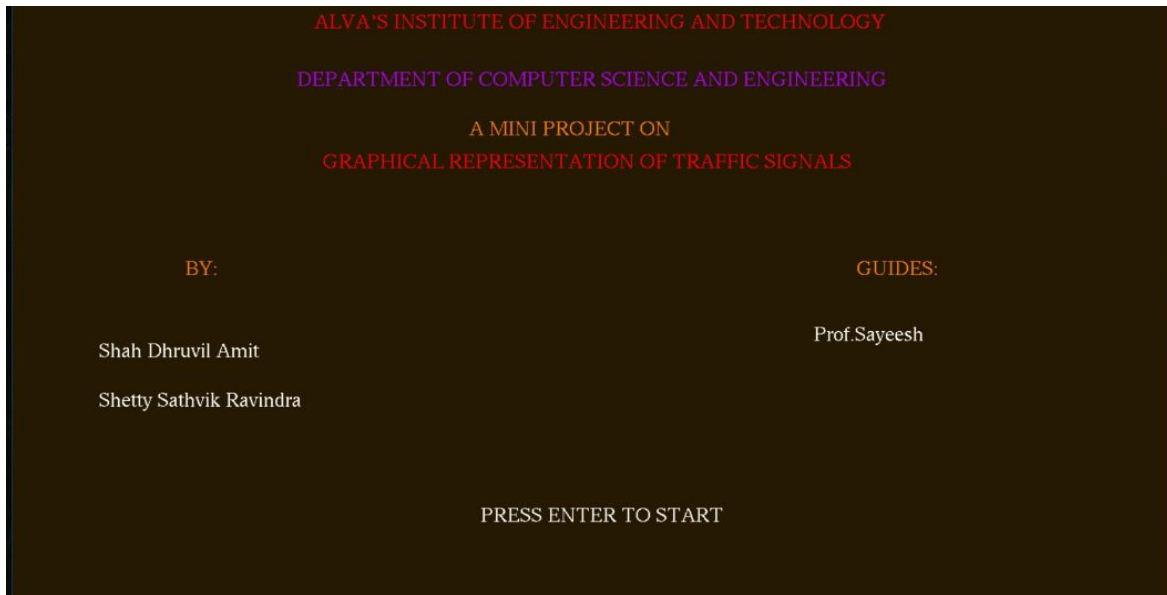 ALVA'S INSTITUTE OF ENGINEERING AND TECHNOLOGY
DEPARTMENT OF COMPUTER SCIENCE AND ENGINEERING
A MINI PROJECT ON
GRAPHICAL REPRESENTATION OF TRAFFIC SIGNALS
BY:
Shah Dhruvil Amit
Shetty Sathvik Ravindra
GUIDES:
Prof.Sayeesh
PRESS ENTER TO START